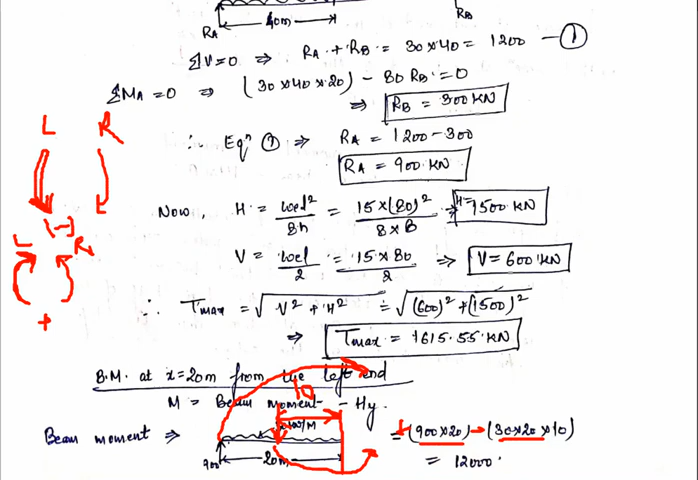 RA 40m RB
ΣV=0 ⇒ RA + RB = 30×40 = 1200 — ①
ΣMA=0 ⇒ (30×40×20) - 80RB = 0
⇒ RB = 300 KN
L R
∴ Eqn ① ⇒ RA = 1200-300
RA = 900 KN
Now, H = wel²/8h = 15×(80)²/8×8 ⇒ H= 1500 KN
(-)
L R
V = wel/2 = 15×80/2 ⇒ V = 600 KN
+
∴ Tmax = √V² + H² = √(600)² + (1500)²
⇒ Tmax = 1615.55 KN
B.M. at x=20m from the left end
10
M = Beam moment - Hy.
Beam moment ⇒ 900 20m = +(900×20) - (30×20×10)
= 12000.